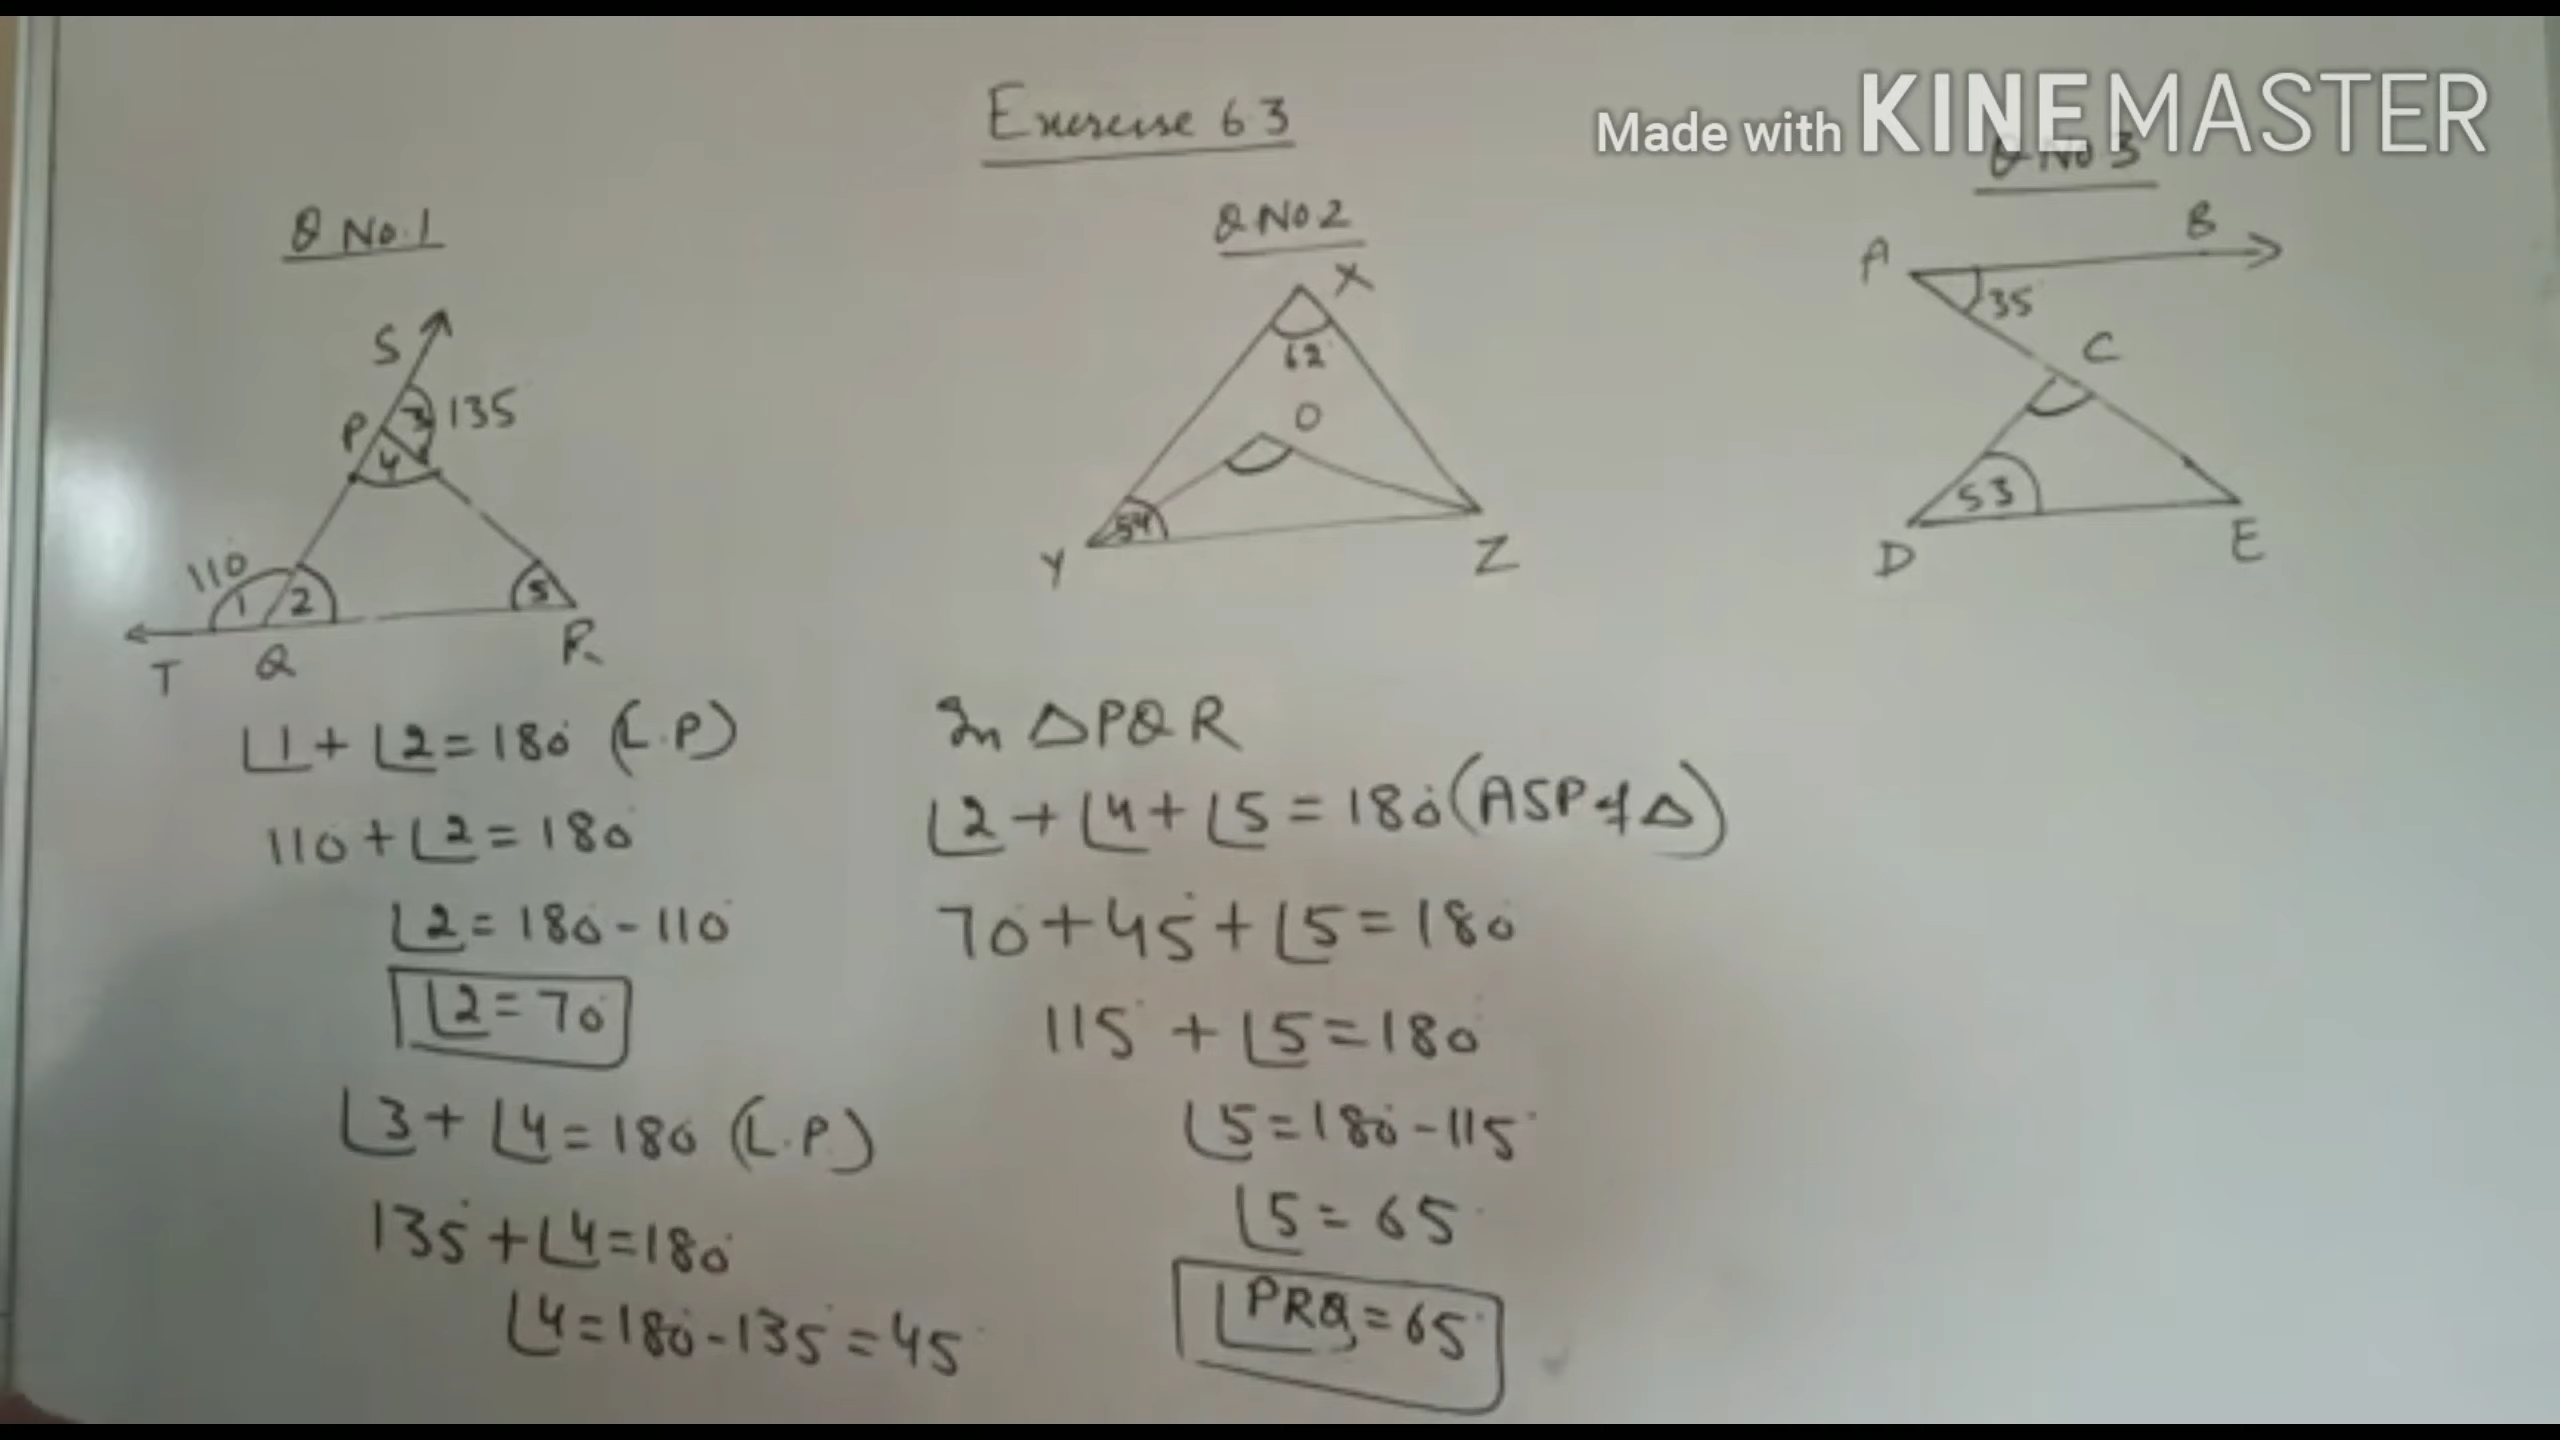 Made with KINEMASTER
Exercise 6.3
Q No.1
S
P
3
135
4
110
1
2
5
T
Q
R
Q No 2
X
62°
O
54
Y
Z
Q No 3
A
B
35°
C
53
D
E
∠1 + ∠2 = 180° (L.P)
110 + ∠2 = 180°
∠2 = 180° - 110°
∠2 = 70°
∠3 + ∠4 = 180 (L.P)
135° + ∠4 = 180°
∠4 = 180° - 135° = 45°
In △PQR
∠2 + ∠4 + ∠5 = 180° (ASP of △)
70° + 45° + ∠5 = 180°
115° + ∠5 = 180°
∠5 = 180° - 115°
∠5 = 65°
∠PRQ = 65°